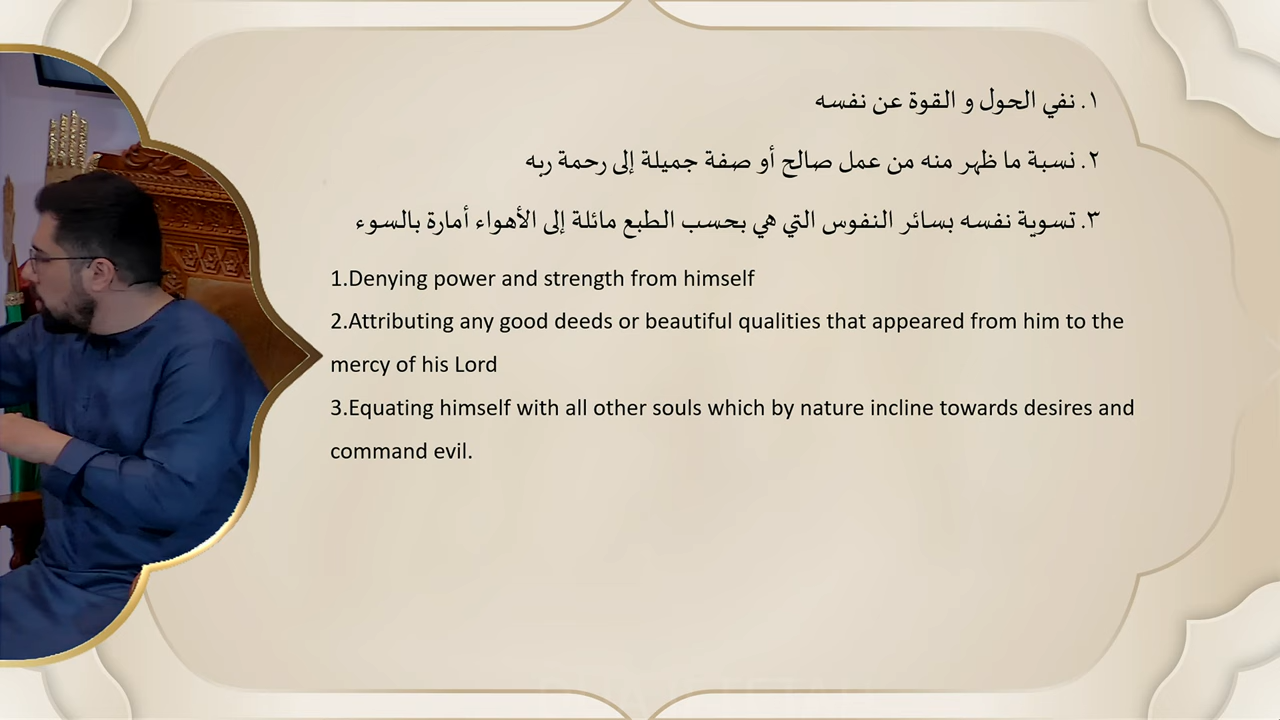 ١. نفي الحول و القوة عن نفسه
٢. نسبة ما ظهر منه من عمل صالح أو صفة جميلة إلى رحمة ربه
٣. تسوية نفسه بسائر النفوس التي هي بحسب الطبع مائلة إلى الأهواء أمارة بالسوء
1.Denying power and strength from himself
2.Attributing any good deeds or beautiful qualities that appeared from him to the
mercy of his Lord
3.Equating himself with all other souls which by nature incline towards desires and
command evil.